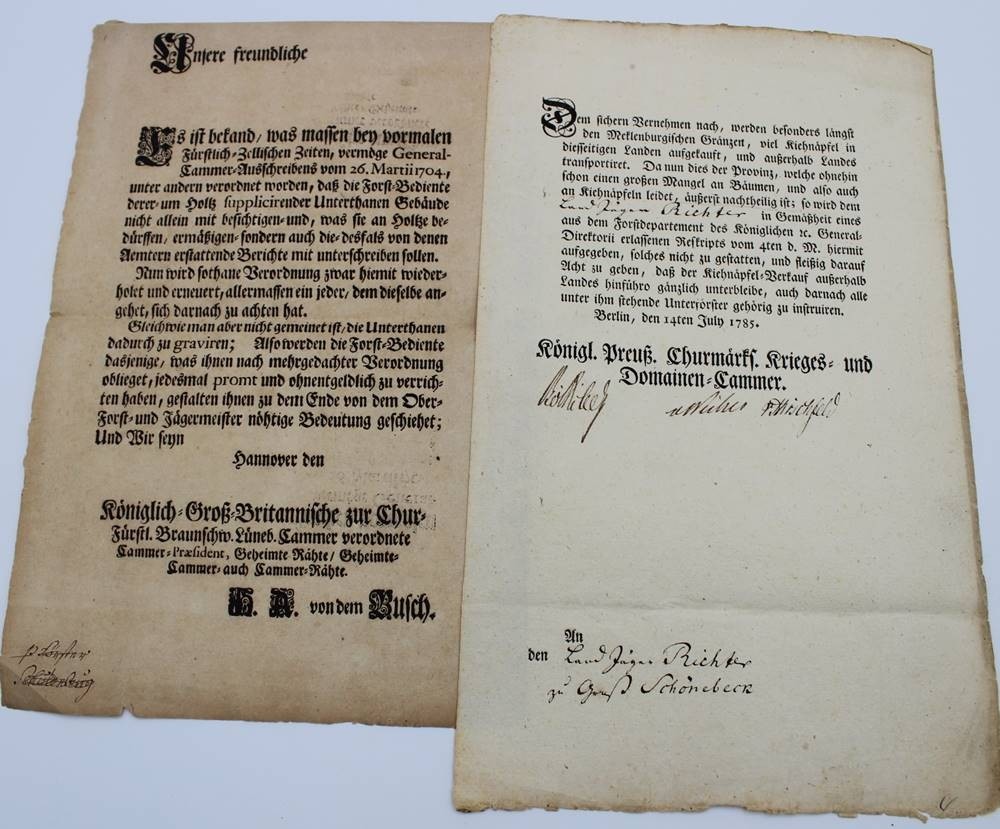 Unsere freundliche
Es ist bekand/ was massen bey vormalen
Fürstlich-Zellischen Zeiten, vermöge General-
Cammer-Ausschreibens vom 26. Martii 1704.,
unter andern verordnet worden, daß die Forst-Bediente
derer-um Holtz supplicirender Unterthanen Gebäude
nicht allein mit besichtigen-und, was sie an Holtze be-
dürffen, ermäßigen-sondern auch die-desfals von denen
Aemtern erstattende Berichte mit unterschreiben sollen.
Nun wird sothane Verordnung zwar hiemit wieder-
holet und erneuert, allermassen ein jeder/ dem dieselbe an-
gehet, sich darnach zu achten hat.
Gleichwie man aber nicht gemeinet ist/ die Unterthanen
dadurch zu graviren; Also werden die Forst-Bediente
dasjenige, was ihnen nach mehrgedachter Verordnung
oblieget, jedesmal promt und ohnentgeldlich zu verrich-
ten haben, gestalten ihnen zu dem Ende von dem Ober-
Forst-und Jägermeister nöhtige Bedeutung geschiehet;
Und Wir seyn
Hannover den
Königlich-Groß-Britannische zur Chur-
Fürstl. Braunschw. Lüneb. Cammer verordnete
Cammer-Præsident, Geheimte Rähte/ Geheimte-
Cammer-auch Cammer-Rähte.
H. A. von dem Busch.
Dem sichern Vernehmen nach, werden besonders längst
den Meklenburgischen Gränzen, viel Kiehnäpfel in
diesseitigen Landen aufgekauft, und außerhalb Landes
transportiret. Da nun dies der Provinz, welche ohnehin
schon einen großen Mangel an Bäumen, und also auch
an Kiehnäpfeln leidet, äußerst nachtheilig ist; so wird dem
Land Jäger Richter in Gemäßheit eines
aus dem Forstdepartement des Königlichen ꝛc. General-
Direktorii erlassenen Reskripts vom 4ten d. M. hiermit
aufgegeben, solches nicht zu gestatten, und fleißig darauf
Acht zu geben, daß der Kiehnäpfel-Verkauf außerhalb
Landes hinführo gänzlich unterbleibe, auch darnach alle
unter ihm stehende Unterförster gehörig zu instruiren.
Berlin, den 14ten July 1785.
Königl. Preuß. Churmärks. Krieges- und
Domainen-Cammer.
An
den Land Jäger Richter
zu Groß Schönebeck